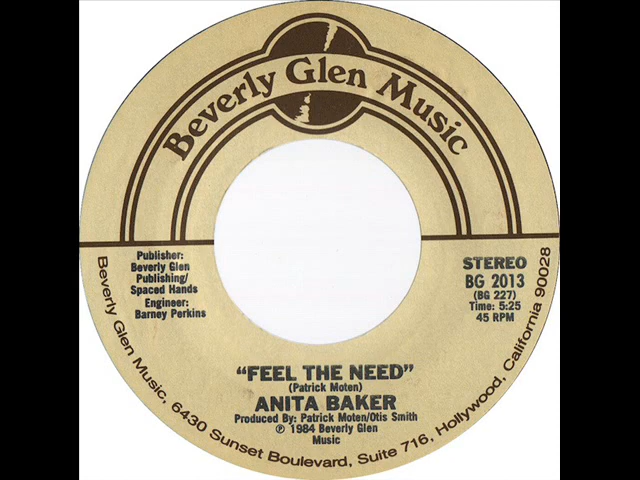 Beverly Glen Music
Publisher:
Beverly Glen
Publishing/
Spaced Hands
Engineer:
Barney Perkins
STEREO
BG 2013
(BG 227)
Time: 5:25
45 RPM
"FEEL THE NEED"
(Patrick Moten)
ANITA BAKER
Produced By: Patrick Moten/Otis Smith
℗ 1984 Beverly Glen
Music
Beverly Glen Music, 6430 Sunset Boulevard, Suite 716, Hollywood, California 90028